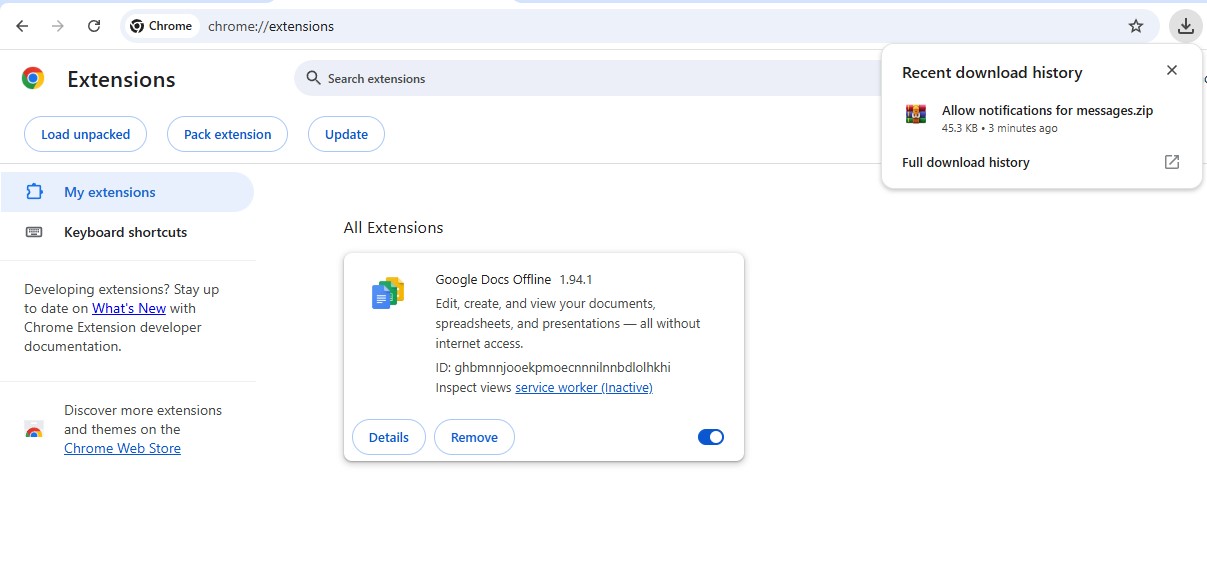 Chrome
chrome://extensions
Extensions
Search extensions
Recent download history
Allow notifications for messages.zip
45.3 KB • 3 minutes ago
Full download history
Load unpacked
Pack extension
Update
My extensions
Keyboard shortcuts
Developing extensions? Stay up
to date on What's New with
Chrome Extension developer
documentation.
Discover more extensions
and themes on the
Chrome Web Store
All Extensions
Google Docs Offline 1.94.1
Edit, create, and view your documents,
spreadsheets, and presentations — all without
internet access.
ID: ghbmnnjooekpmoecnnnilnnbdlolhkhi
Inspect views service worker (Inactive)
Details
Remove